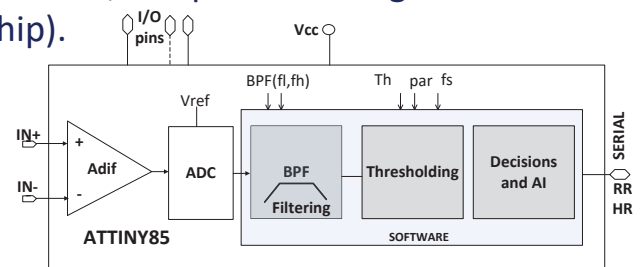 hip).
I/O
pins
Vcc
BPF(fl,fh)
Th par fs
Vref
IN+
+
Adif
IN-
-
ADC
BPF
Filtering
Thresholding
Decisions
and AI
SERIAL
RR
HR
ATTINY85
SOFTWARE